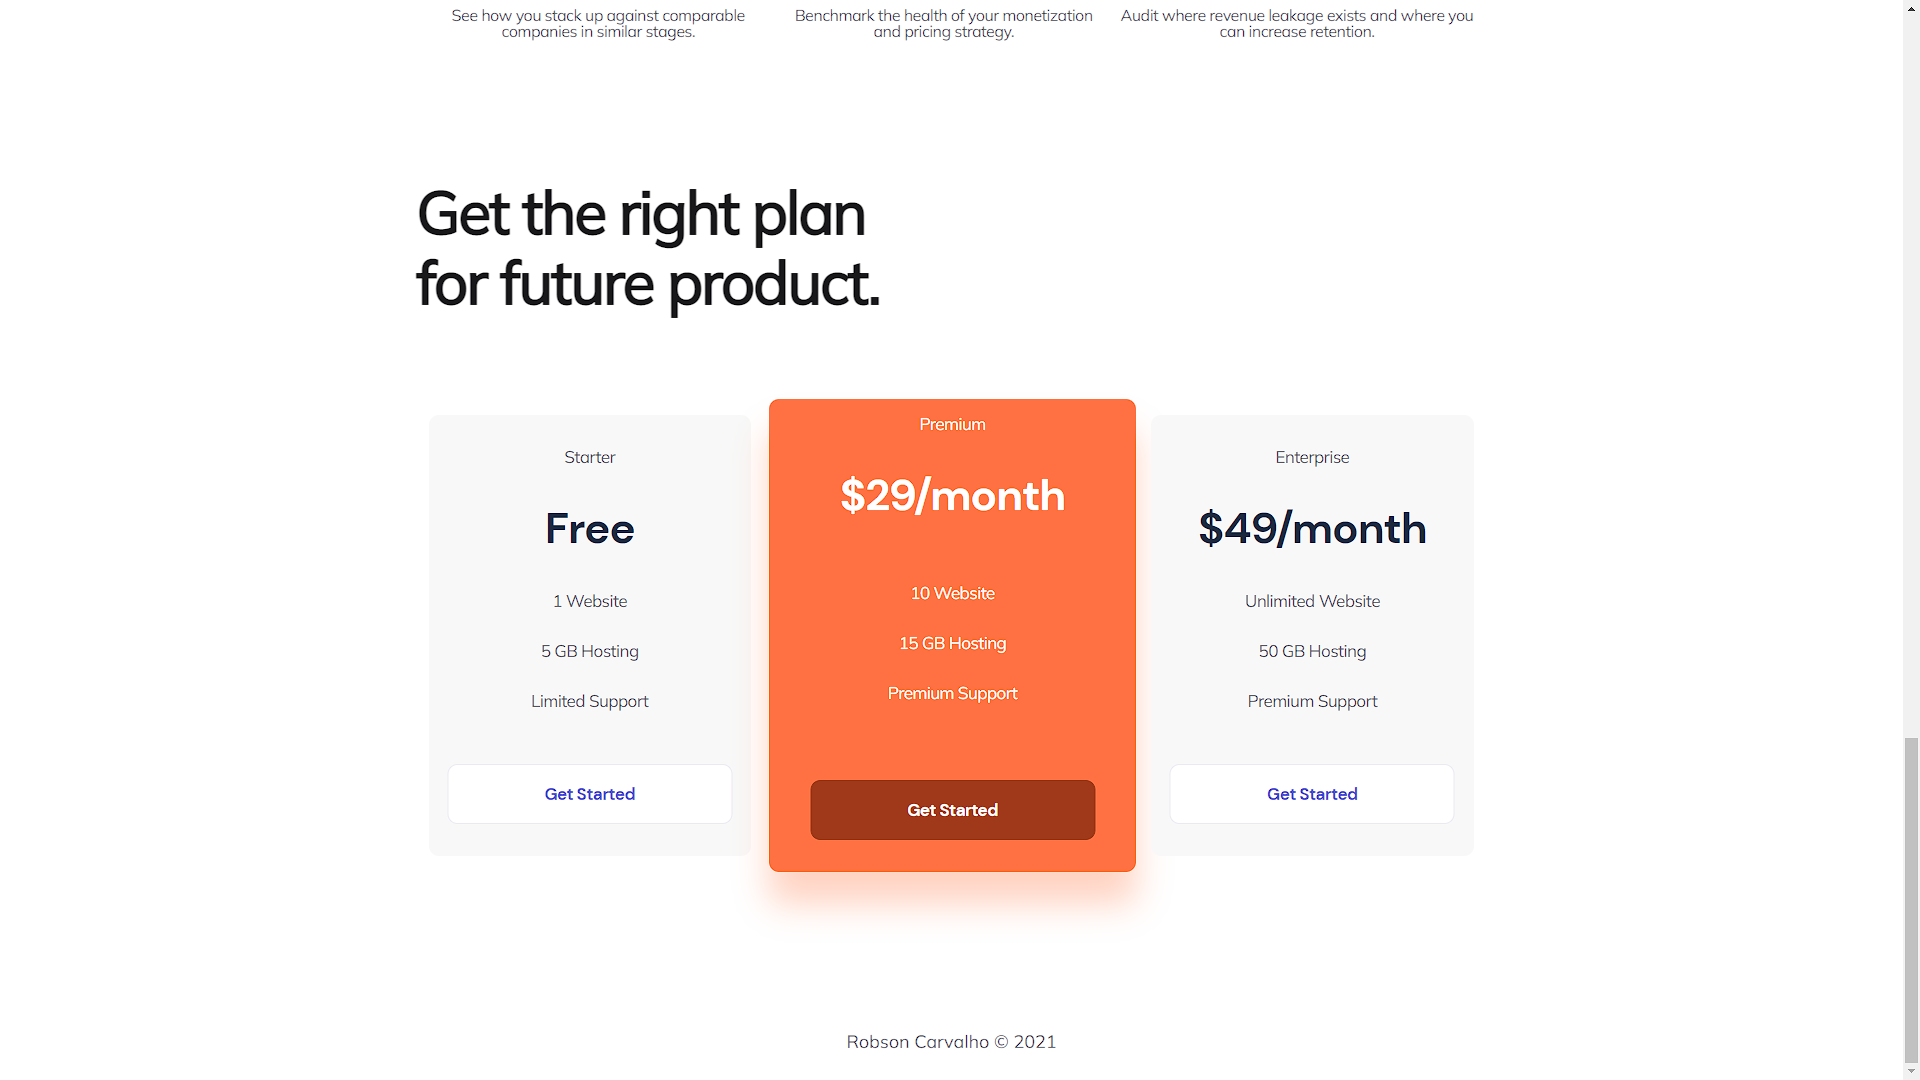 See how you stack up against comparable
companies in similar stages.
Benchmark the health of your monetization
and pricing strategy.
Audit where revenue leakage exists and where you
can increase retention.
Get the right plan
for future product.
Starter
Free
1 Website
5 GB Hosting
Limited Support
Get Started
Premium
$29/month
10 Website
15 GB Hosting
Premium Support
Get Started
Enterprise
$49/month
Unlimited Website
50 GB Hosting
Premium Support
Get Started
Robson Carvalho © 2021